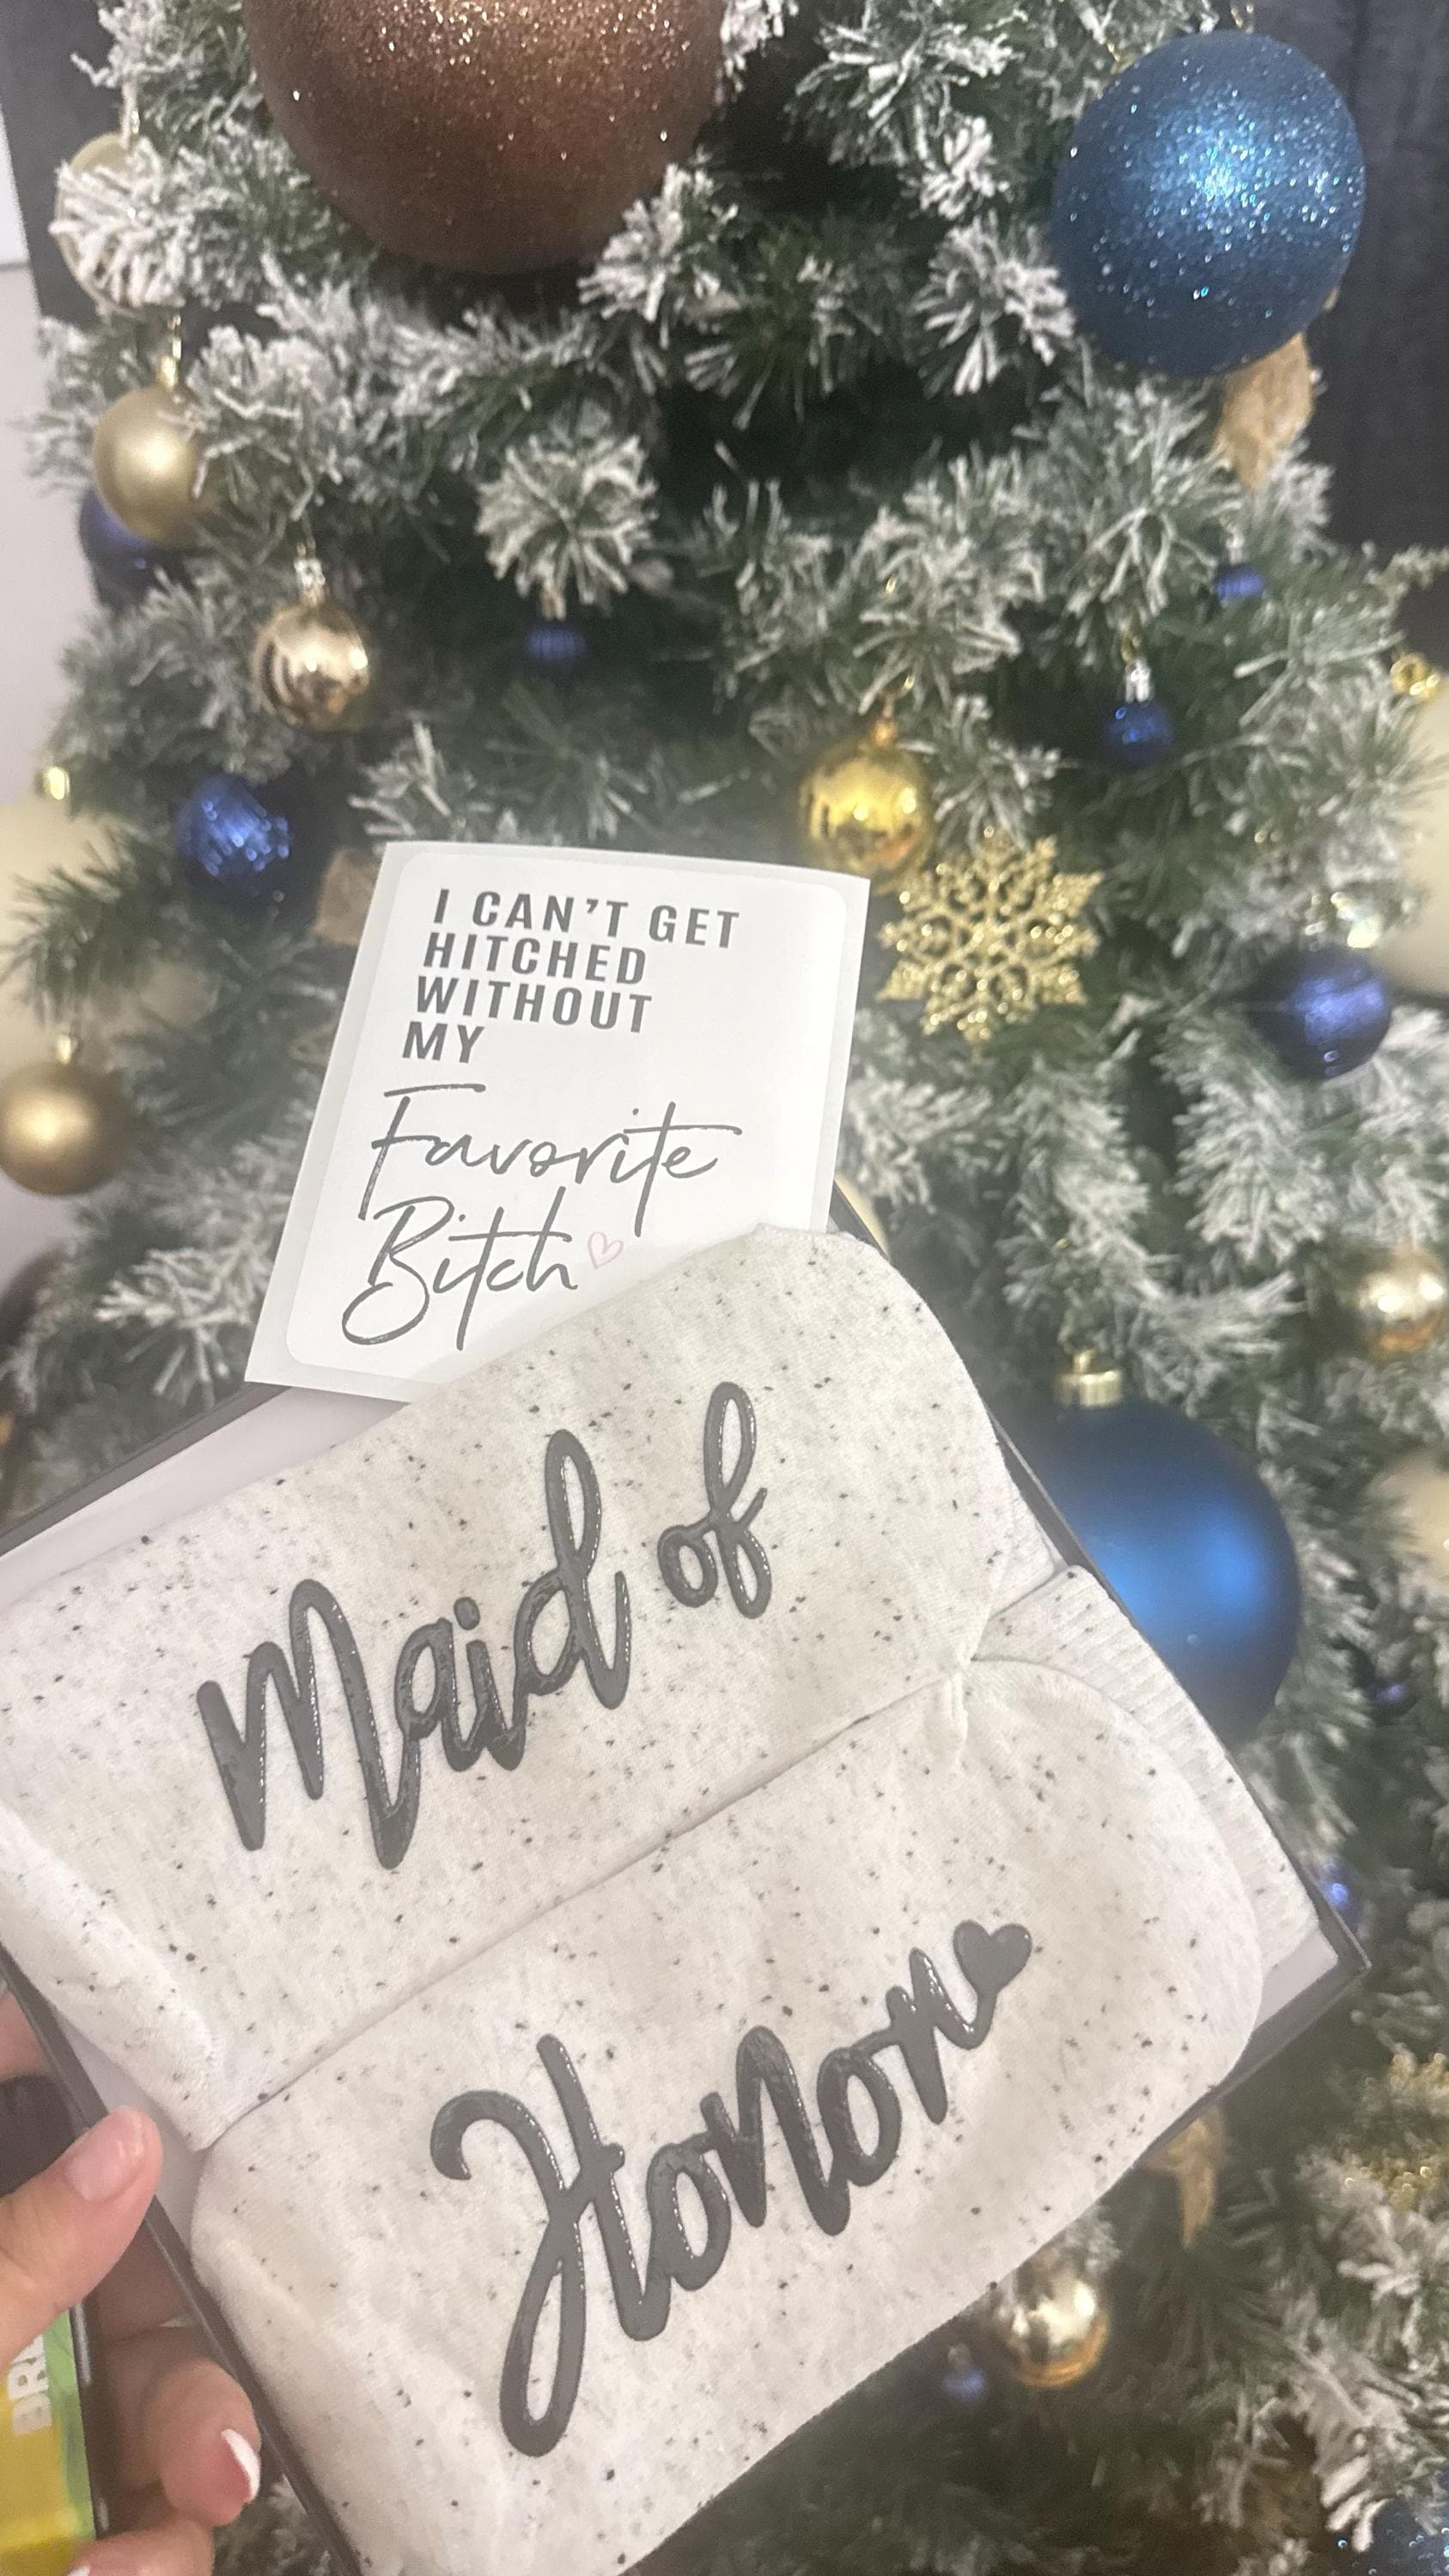 I CAN'T GET
HITCHED
WITHOUT
MY
Favorite
Bitch
Maid of
Honor